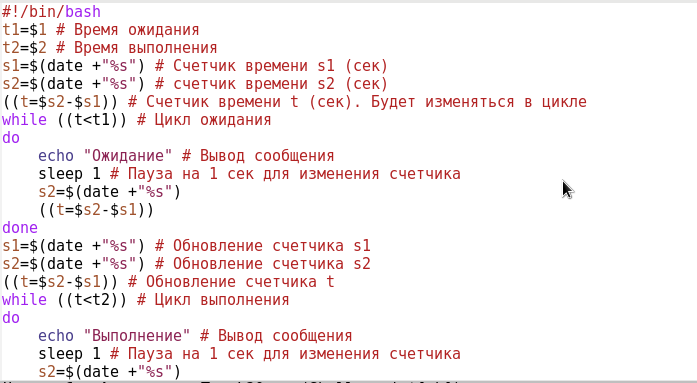 #!/bin/bash
t1=$1 # Время ожидания
t2=$2 # Время выполнения
s1=$(date +"%s") # Счетчик времени s1 (сек)
s2=$(date +"%s") # счетчик времени s2 (сек)
((t=$s2-$s1)) # Счетчик времени t (сек). Будет изменяться в цикле
while ((t<t1)) # Цикл ожидания
do
    echo "Ожидание" # Вывод сообщения
    sleep 1 # Пауза на 1 сек для изменения счетчика
    s2=$(date +"%s")
    ((t=$s2-$s1))
done
s1=$(date +"%s") # Обновление счетчика s1
s2=$(date +"%s") # Обновление счетчика s2
((t=$s2-$s1)) # Обновление счетчика t
while ((t<t2)) # Цикл выполнения
do
    echo "Выполнение" # Вывод сообщения
    sleep 1 # Пауза на 1 сек для изменения счетчика
    s2=$(date +"%s")